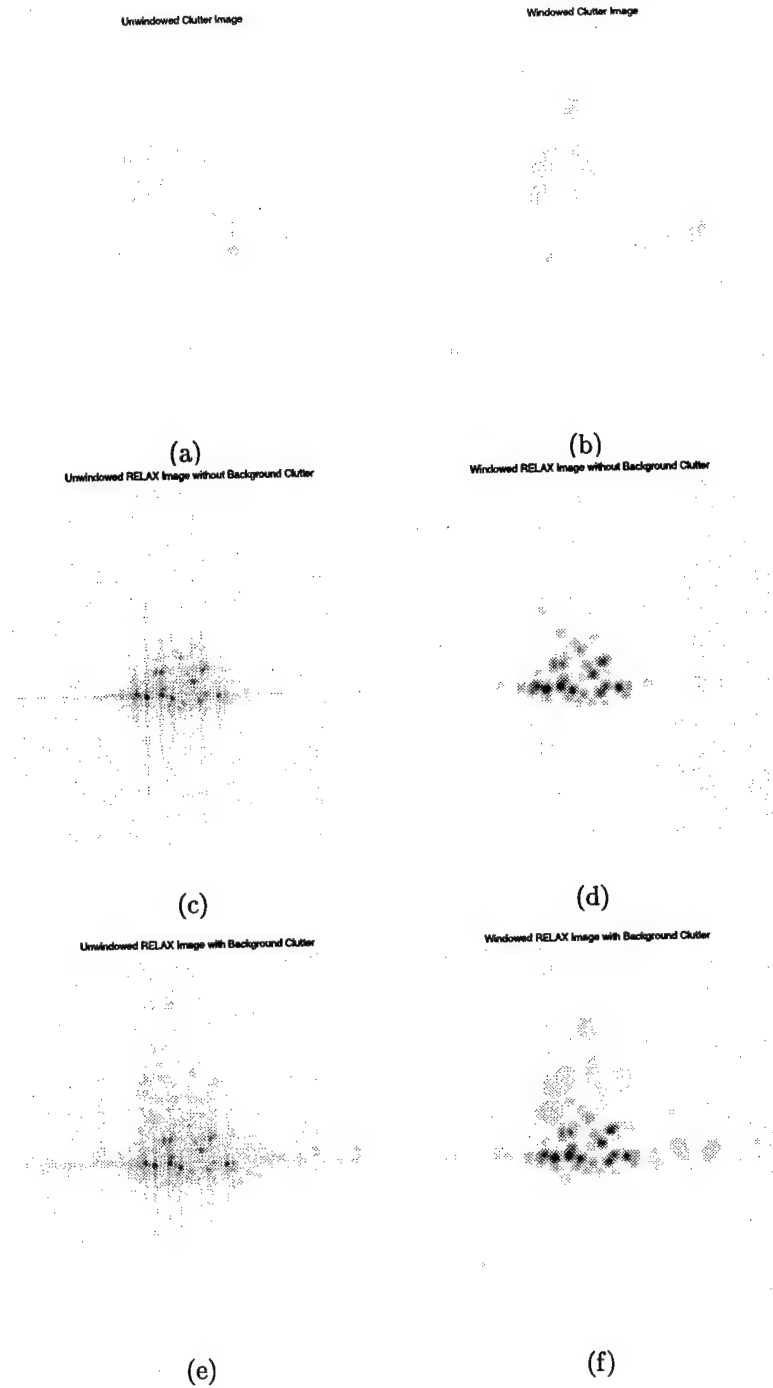 Unwindowed Clutter Image
Windowed Clutter Image
(a)
(b)
Unwindowed RELAX Image without Background Clutter
Windowed RELAX Image without Background Clutter
(c)
(d)
Unwindowed RELAX Image with Background Clutter
Windowed RELAX Image with Background Clutter
(e)
(f)